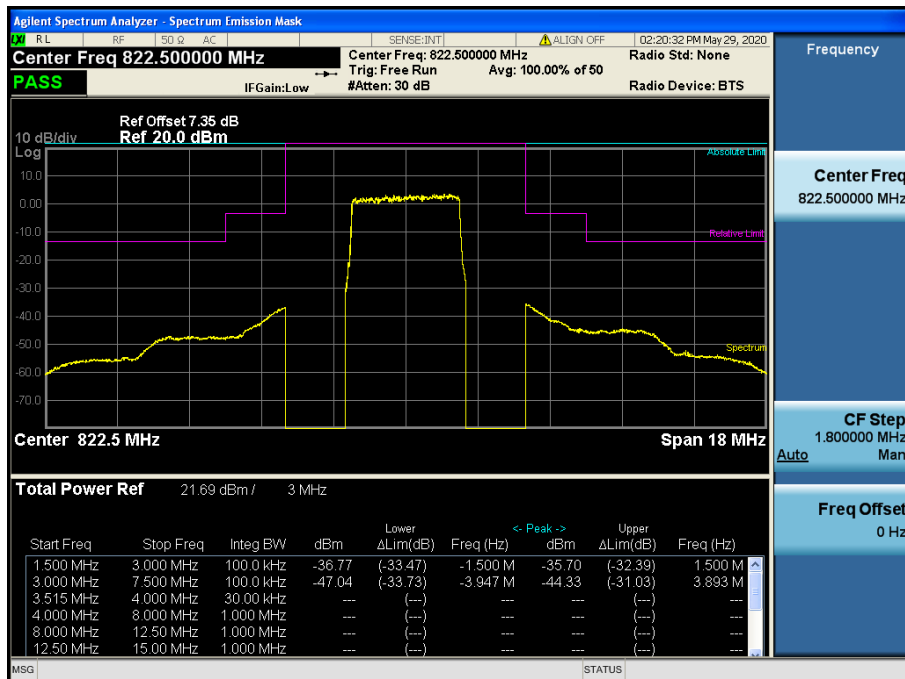 Agilent Spectrum Analyzer - Spectrum Emission Mask
LXI RL RF 50 Ω AC SENSE:INT ALIGN OFF 02:20:32 PM May 29, 2020
Center Freq 822.500000 MHz
Center Freq: 822.500000 MHz
Radio Std: None
Trig: Free Run
Avg: 100.00% of 50
PASS
IFGain:Low
#Atten: 30 dB
Radio Device: BTS
Ref Offset 7.35 dB
10 dB/div
Ref 20.0 dBm
Log
Absolute Limit
10.0
0.00
-10.0
Relative Limit
-20.0
-30.0
-40.0
-50.0
Spectrum
-60.0
-70.0
Center 822.5 MHz
Span 18 MHz
Total Power Ref 21.69 dBm / 3 MHz
Lower <- Peak -> Upper
Start Freq Stop Freq Integ BW dBm ΔLim(dB) Freq (Hz) dBm ΔLim(dB) Freq (Hz)
1.500 MHz 3.000 MHz 100.0 kHz -36.77 (-33.47) -1.500 M -35.70 (-32.39) 1.500 M
3.000 MHz 7.500 MHz 100.0 kHz -47.04 (-33.73) -3.947 M -44.33 (-31.03) 3.893 M
3.515 MHz 4.000 MHz 30.00 kHz --- (---) --- --- (---) ---
4.000 MHz 8.000 MHz 1.000 MHz --- (---) --- --- (---) ---
8.000 MHz 12.50 MHz 1.000 MHz --- (---) --- --- (---) ---
12.50 MHz 15.00 MHz 1.000 MHz --- (---) --- --- (---) ---
MSG
STATUS
Frequency
Center Freq
822.500000 MHz
CF Step
1.800000 MHz
Auto Man
Freq Offset
0 Hz